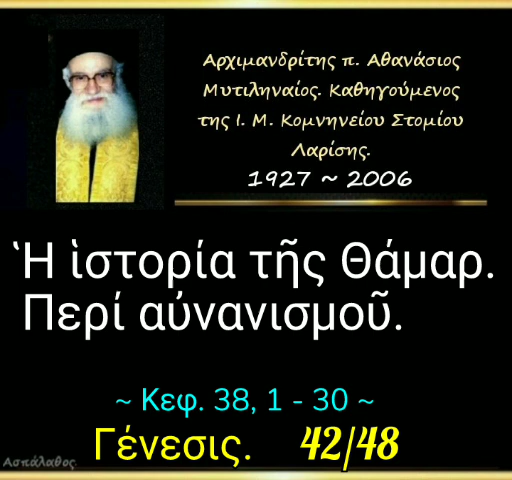 Αρχιμανδρίτης π. Αθανάσιος
Μυτιληναίος. Καθηγούμενος
της Ι. Μ. Κομνηνείου Στομίου
Λαρίσης.
1927 ~ 2006
Ἡ ἱστορία τῆς Θάμαρ.
Περί αὐνανισμοῦ.
~ Κεφ. 38, 1 - 30 ~
Γένεσις. 42/48
Ασπάλαθος